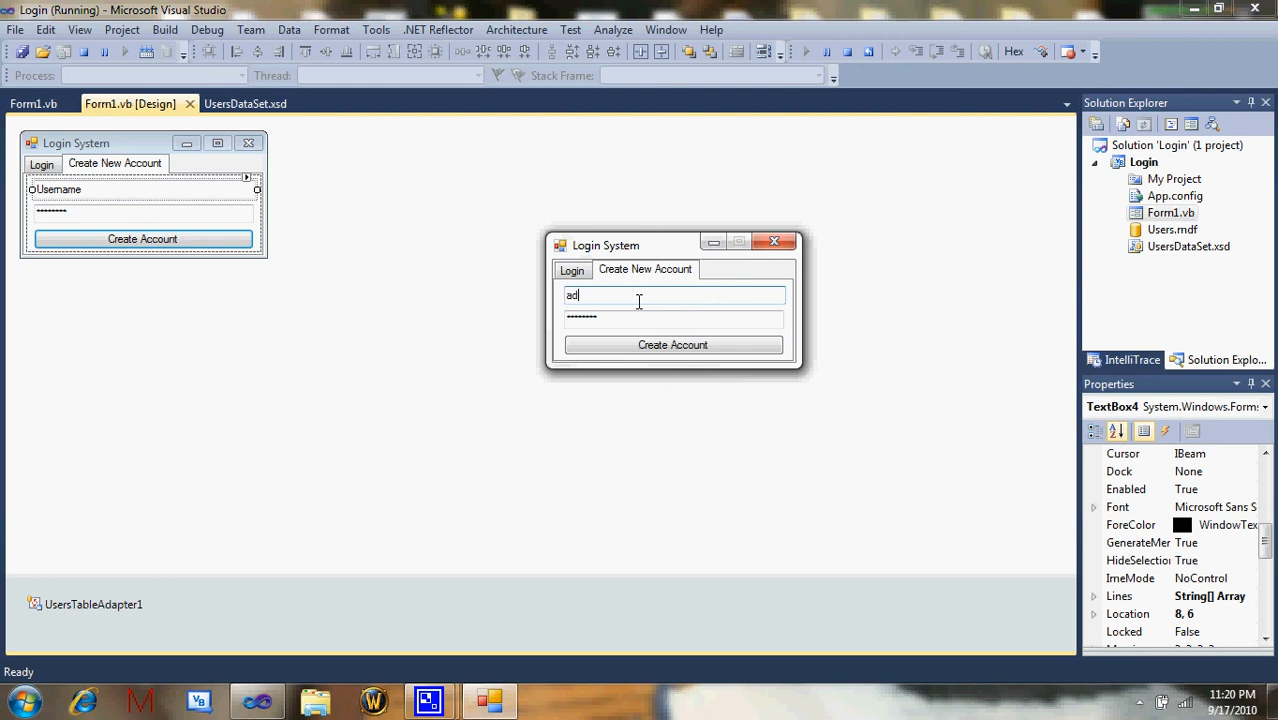 Login (Running) - Microsoft Visual Studio
File Edit View Project Build Debug Team Format Data Tools .NET Reflector Architecture Test Analyze Window Help
Hex
Process: Thread: Stack Frame:
Form1.vb Form1.vb [Design] UsersDataSet.xsd
Login System
Login Create New Account
Username
********
Create Account
Login System
Login Create New Account
ad
********
Create Account
UsersTableAdapter1
Solution Explorer
Solution 'Login' (1 project)
Login
My Project
App.config
Form1.vb
Users.mdf
UsersDataSet.xsd
IntelliTrace Solution Explo...
Properties
TextBox4 System.Windows.Forms
Cursor IBeam
Dock None
Enabled True
Font Microsoft Sans S
ForeColor WindowTex
GenerateMer True
HideSelection True
ImeMode NoControl
Lines String[] Array
Location 8, 6
Locked False
Ready
VB
W
11:20 PM
9/17/2010